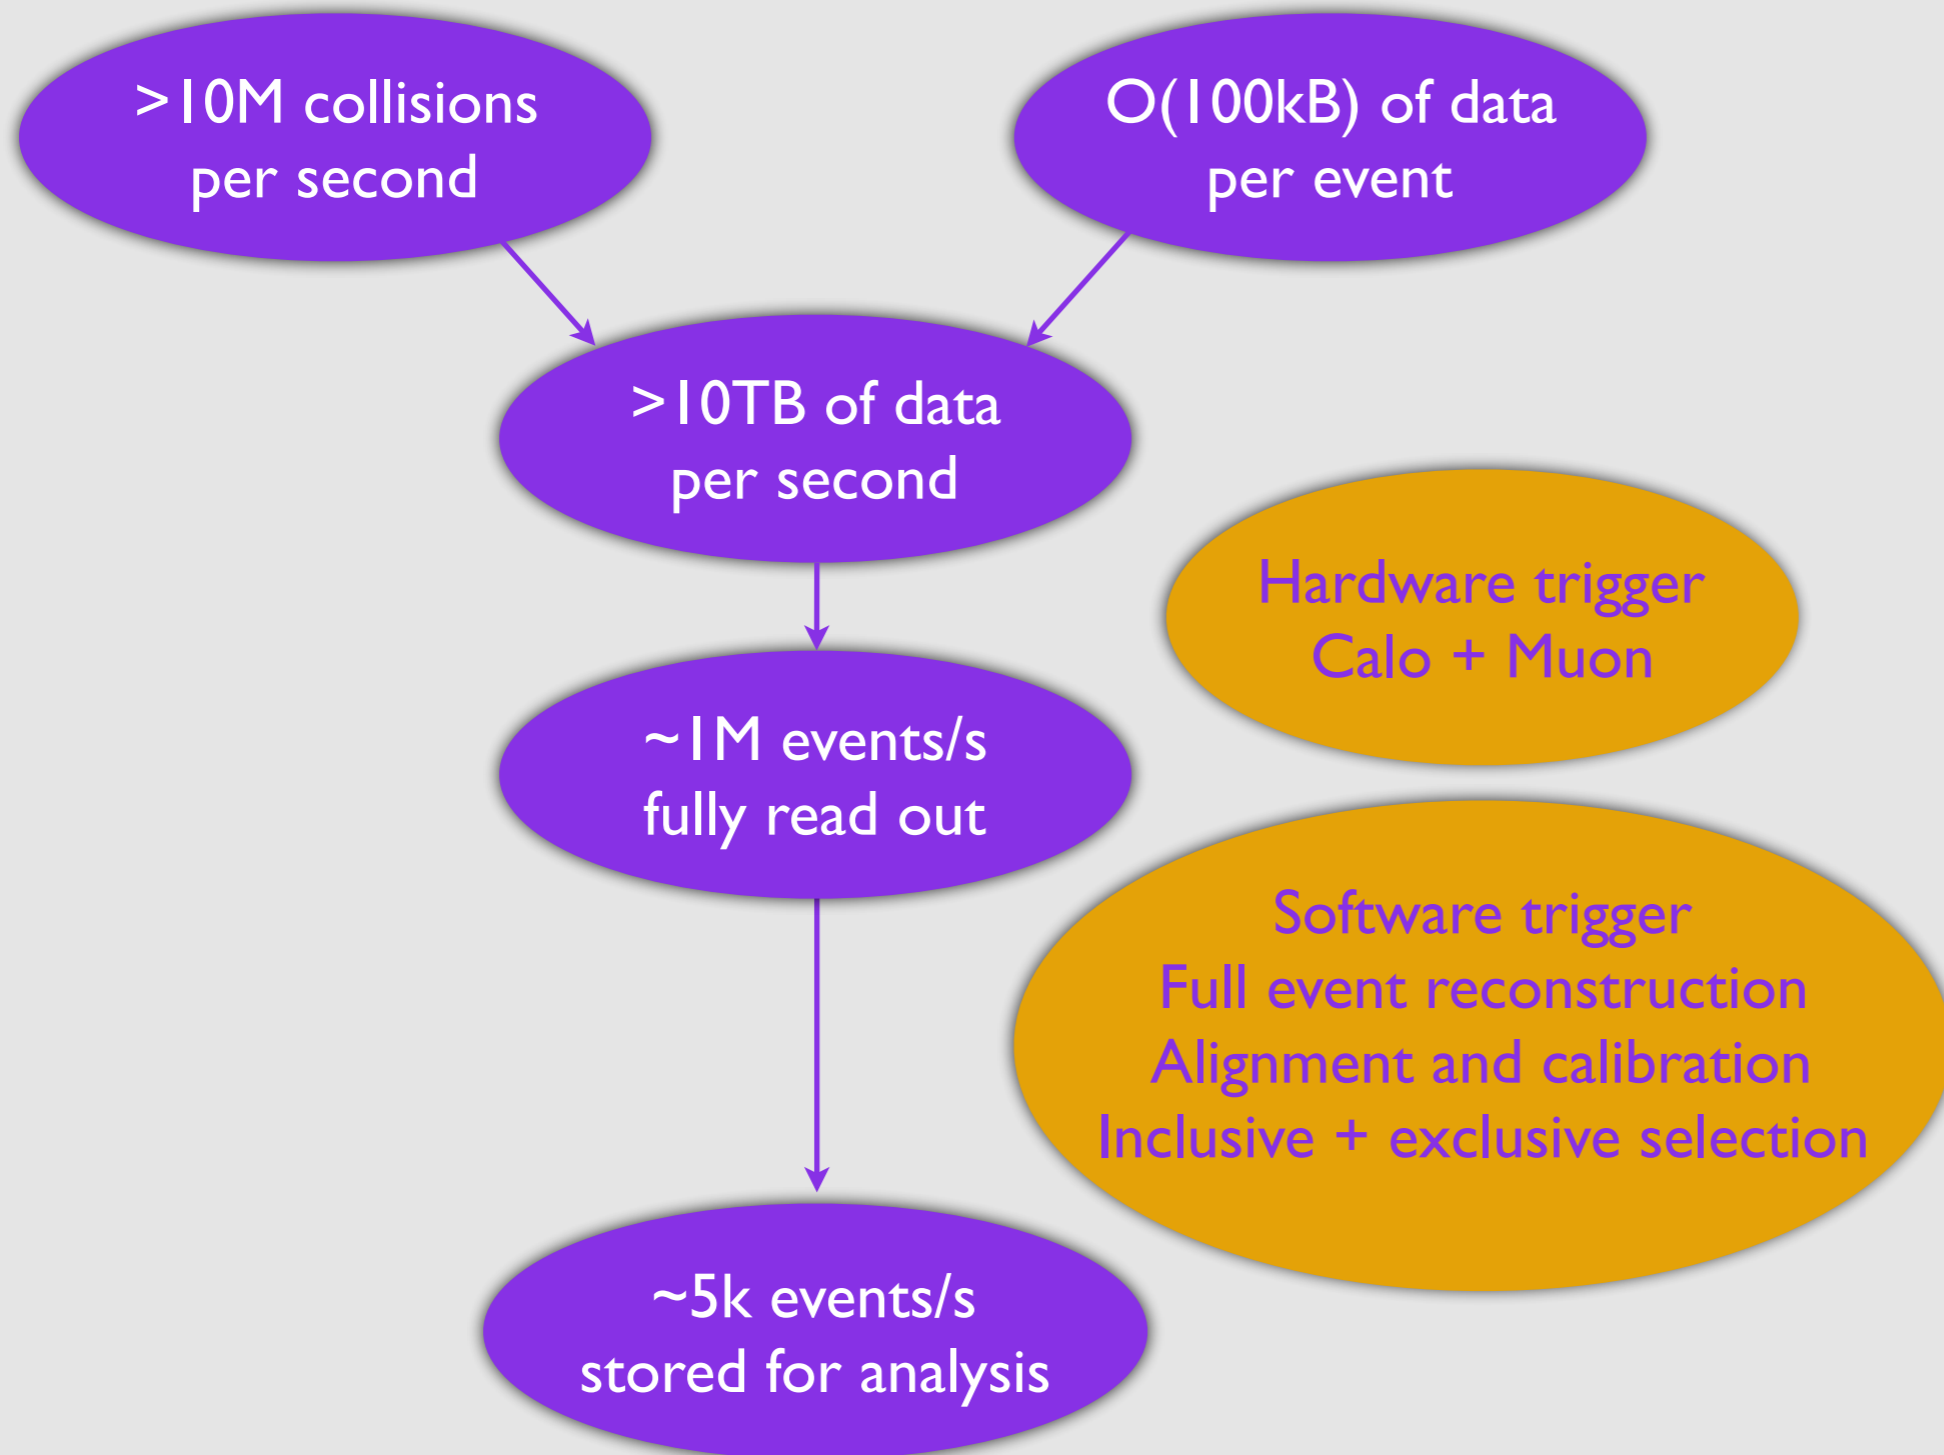 >10M collisions
per second
O(100kB) of data
per event
>10TB of data
per second
Hardware trigger
Calo + Muon
~1M events/s
fully read out
Software trigger
Full event reconstruction
Alignment and calibration
Inclusive + exclusive selection
~5k events/s
stored for analysis